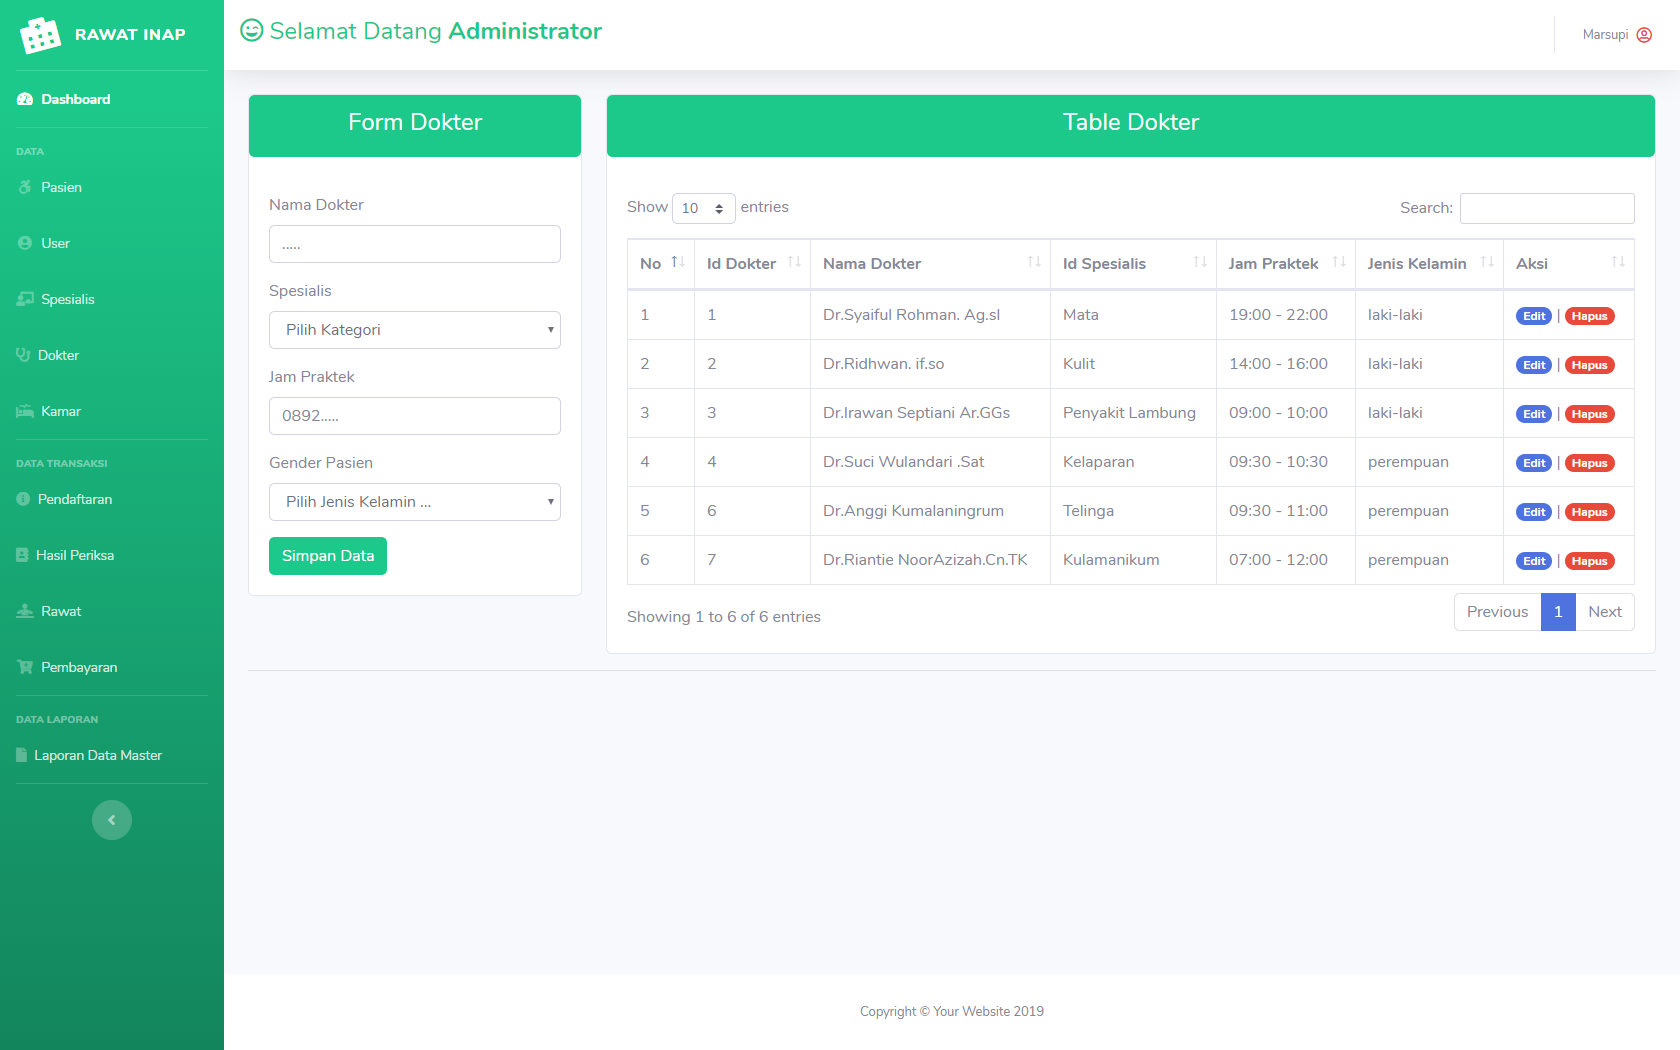 RAWAT INAP
Dashboard
DATA
Pasien
User
Spesialis
Dokter
Kamar
DATA TRANSAKSI
Pendaftaran
Hasil Periksa
Rawat
Pembayaran
DATA LAPORAN
Laporan Data Master
Selamat Datang Administrator
Marsupi
Form Dokter
Nama Dokter
.....
Spesialis
Pilih Kategori
Jam Praktek
0892.....
Gender Pasien
Pilih Jenis Kelamin ...
Simpan Data
Table Dokter
Show 10 entries
Search:
No Id Dokter Nama Dokter Id Spesialis Jam Praktek Jenis Kelamin Aksi
1 1 Dr.Syaiful Rohman. Ag.sl Mata 19:00 - 22:00 laki-laki Edit | Hapus
2 2 Dr.Ridhwan. if.so Kulit 14:00 - 16:00 laki-laki Edit | Hapus
3 3 Dr.Irawan Septiani Ar.GGs Penyakit Lambung 09:00 - 10:00 laki-laki Edit | Hapus
4 4 Dr.Suci Wulandari .Sat Kelaparan 09:30 - 10:30 perempuan Edit | Hapus
5 6 Dr.Anggi Kumalaningrum Telinga 09:30 - 11:00 perempuan Edit | Hapus
6 7 Dr.Riantie NoorAzizah.Cn.TK Kulamanikum 07:00 - 12:00 perempuan Edit | Hapus
Showing 1 to 6 of 6 entries
Previous 1 Next
Copyright © Your Website 2019